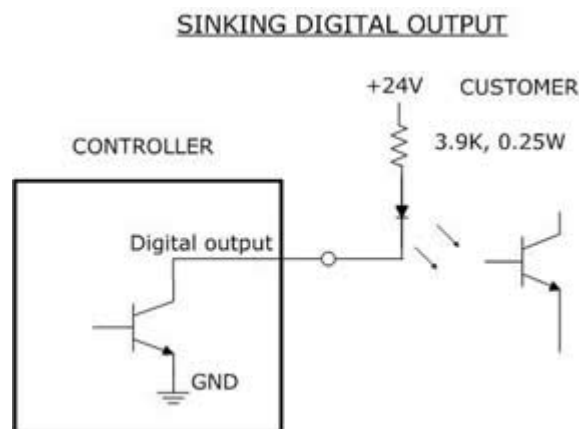 SINKING DIGITAL OUTPUT
+24V
CUSTOMER
3.9K, 0.25W
CONTROLLER
Digital output
GND